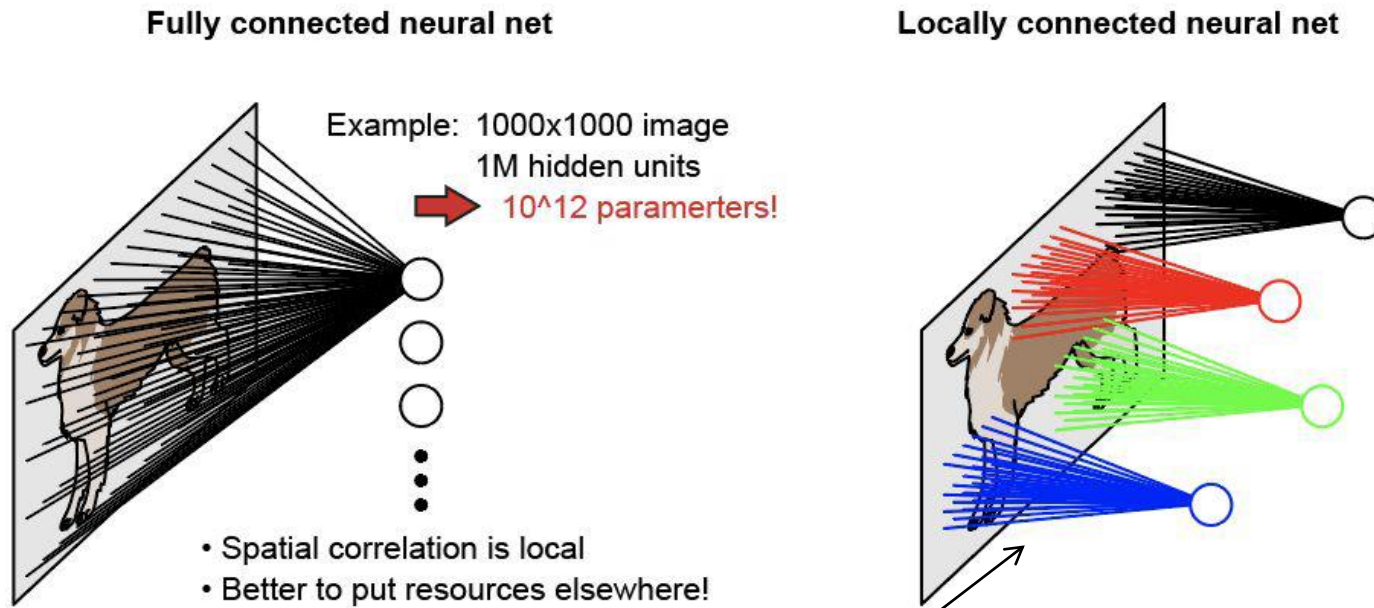 Fully connected neural net
Example: 1000x1000 image
1M hidden units
10^12 paramerters!
• Spatial correlation is local
• Better to put resources elsewhere!
Locally connected neural net